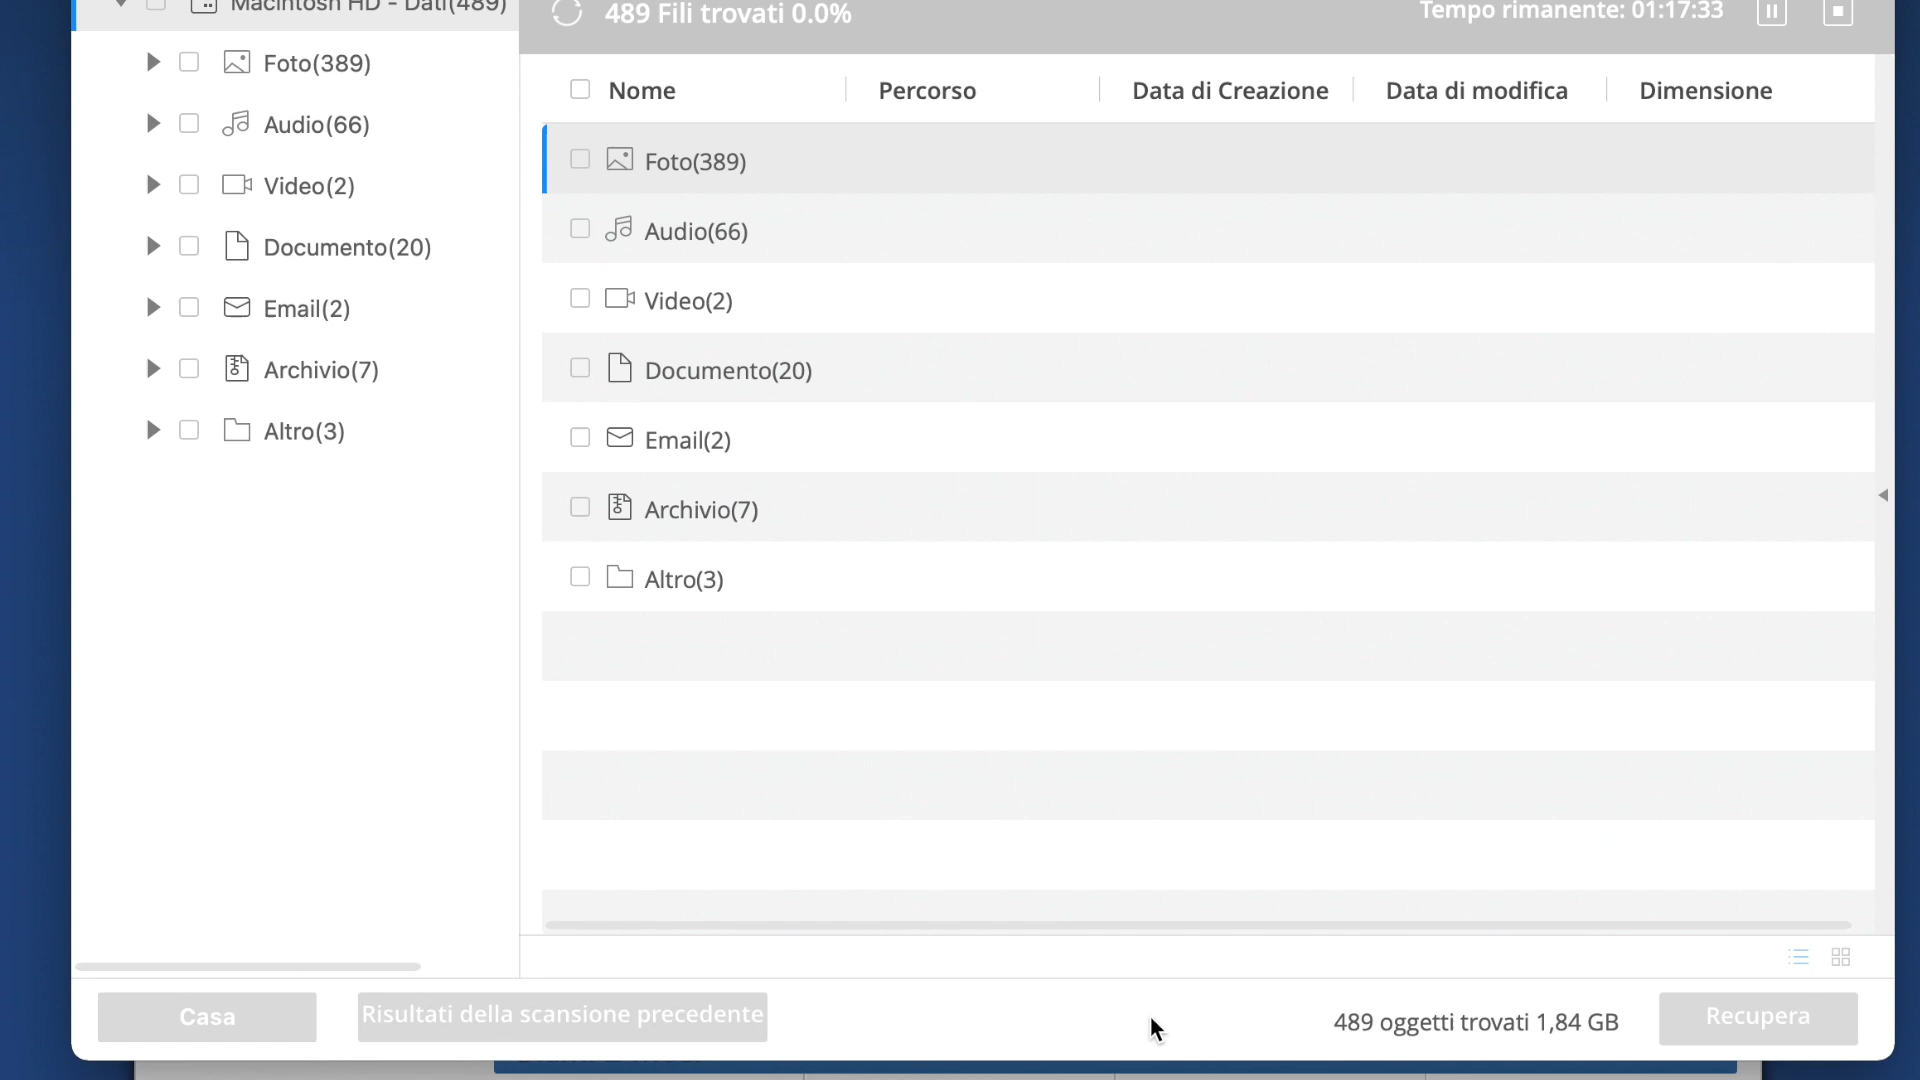 Macintosh HD - Dati(489)
Foto(389)
Audio(66)
Video(2)
Documento(20)
Email(2)
Archivio(7)
Altro(3)
489 Fili trovati 0.0%
Tempo rimanente: 01:17:33
Nome Percorso Data di Creazione Data di modifica Dimensione
Foto(389)
Audio(66)
Video(2)
Documento(20)
Email(2)
Archivio(7)
Altro(3)
Casa
Risultati della scansione precedente
489 oggetti trovati 1,84 GB
Recupera